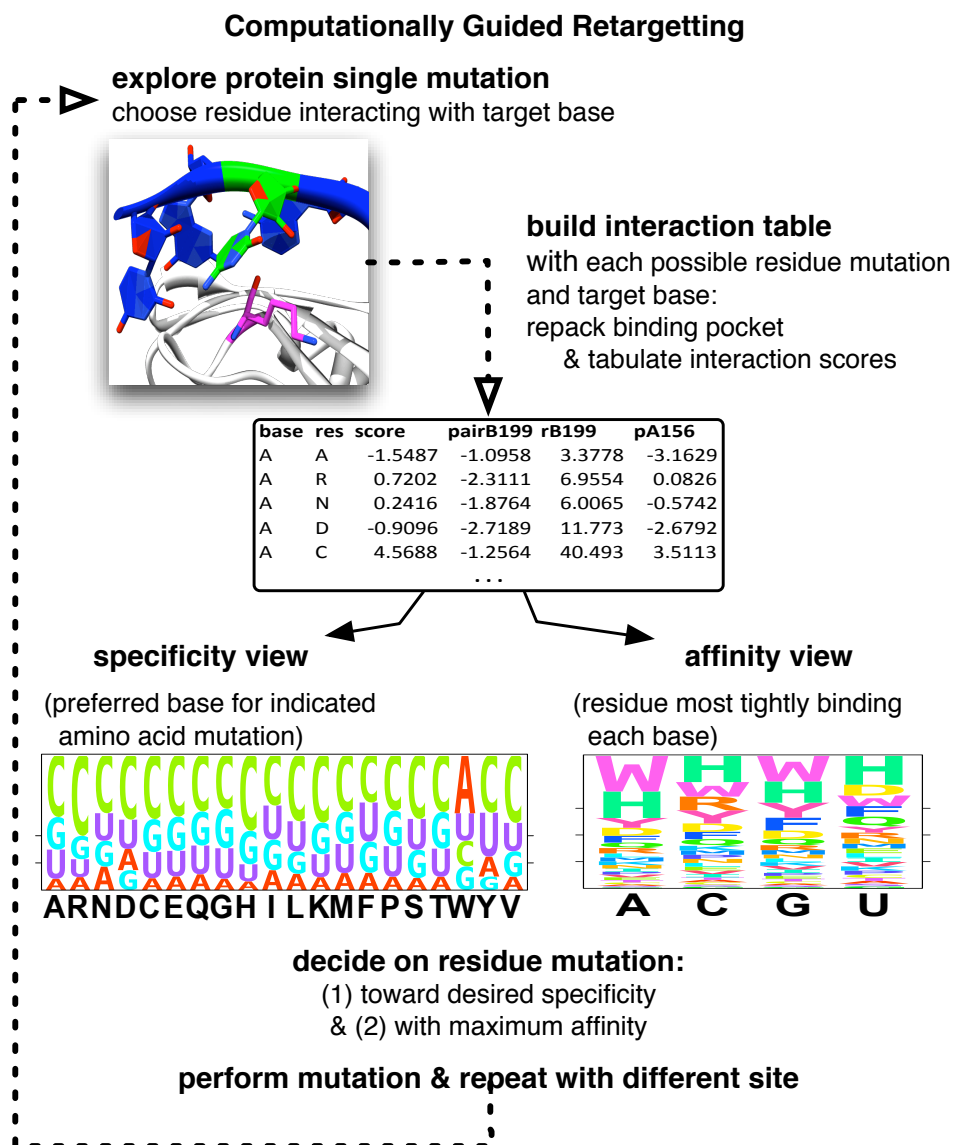 Computationally Guided Retargetting
explore protein single mutation
choose residue interacting with target base
build interaction table
with each possible residue mutation
and target base:
repack binding pocket
& tabulate interaction scores
base res score pairB199 rB199 pA156
A A -1.5487 -1.0958 3.3778 -3.1629
A R 0.7202 -2.3111 6.9554 0.0826
A N 0.2416 -1.8764 6.0065 -0.5742
A D -0.9096 -2.7189 11.773 -2.6792
A C 4.5688 -1.2564 40.493 3.5113
...
specificity view
(preferred base for indicated
amino acid mutation)
CCCCCCCCCCCCCCCCCACC
GGUUGGGGGUUGGUGUGUUU
UUGAUUUUUGGUUGUGUCAG
AAAGAAAAAAAAAAAAAGGA
ARNDCEQGHILKMFPSTWYV
affinity view
(residue most tightly binding
each base)
W H W H
H W H D
A C G U
decide on residue mutation:
(1) toward desired specificity
& (2) with maximum affinity
perform mutation & repeat with different site